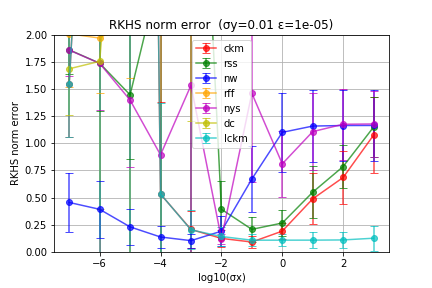 RKHS norm error (σy=0.01 ε=1e-05)
RKHS norm error
2.00
1.75
1.50
1.25
1.00
0.75
0.50
0.25
0.00
ckm
rss
nw
rff
nys
dc
lckm
−6
−4
−2
0
2
log10(σx)